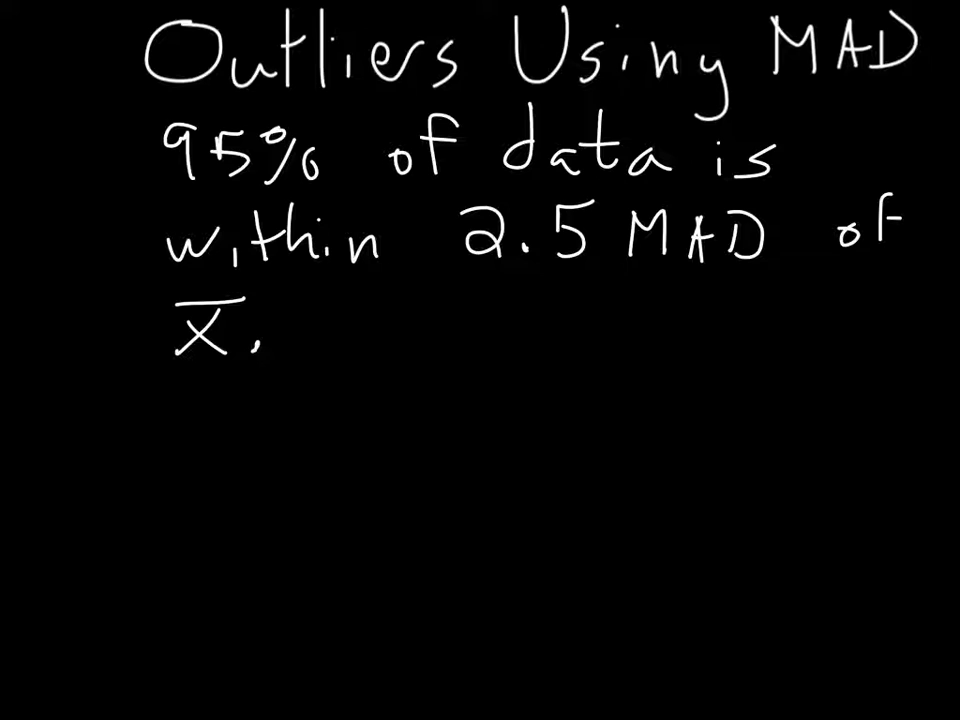 Outliers Using MAD
95% of data is
within 2.5 MAD of
x̅.